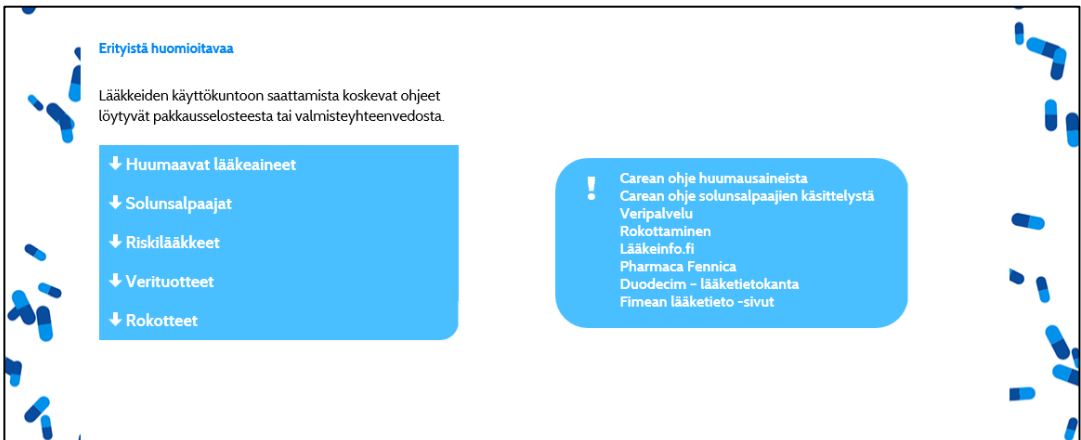 Erityistä huomioitavaa
Lääkkeiden käyttökuntoon saattamista koskevat ohjeet
löytyvät pakkausselosteesta tai valmisteyhteenvedosta.
Huumaavat lääkeaineet
Solunsalpaajat
Riskilääkkeet
Verituotteet
Rokotteet
!
Carean ohje huumausaineista
Carean ohje solunsalpaajien käsittelystä
Veripalvelu
Rokottaminen
Lääkeinfo.fi
Pharmaca Fennica
Duodecim – lääketietokanta
Fimean lääketieto -sivut